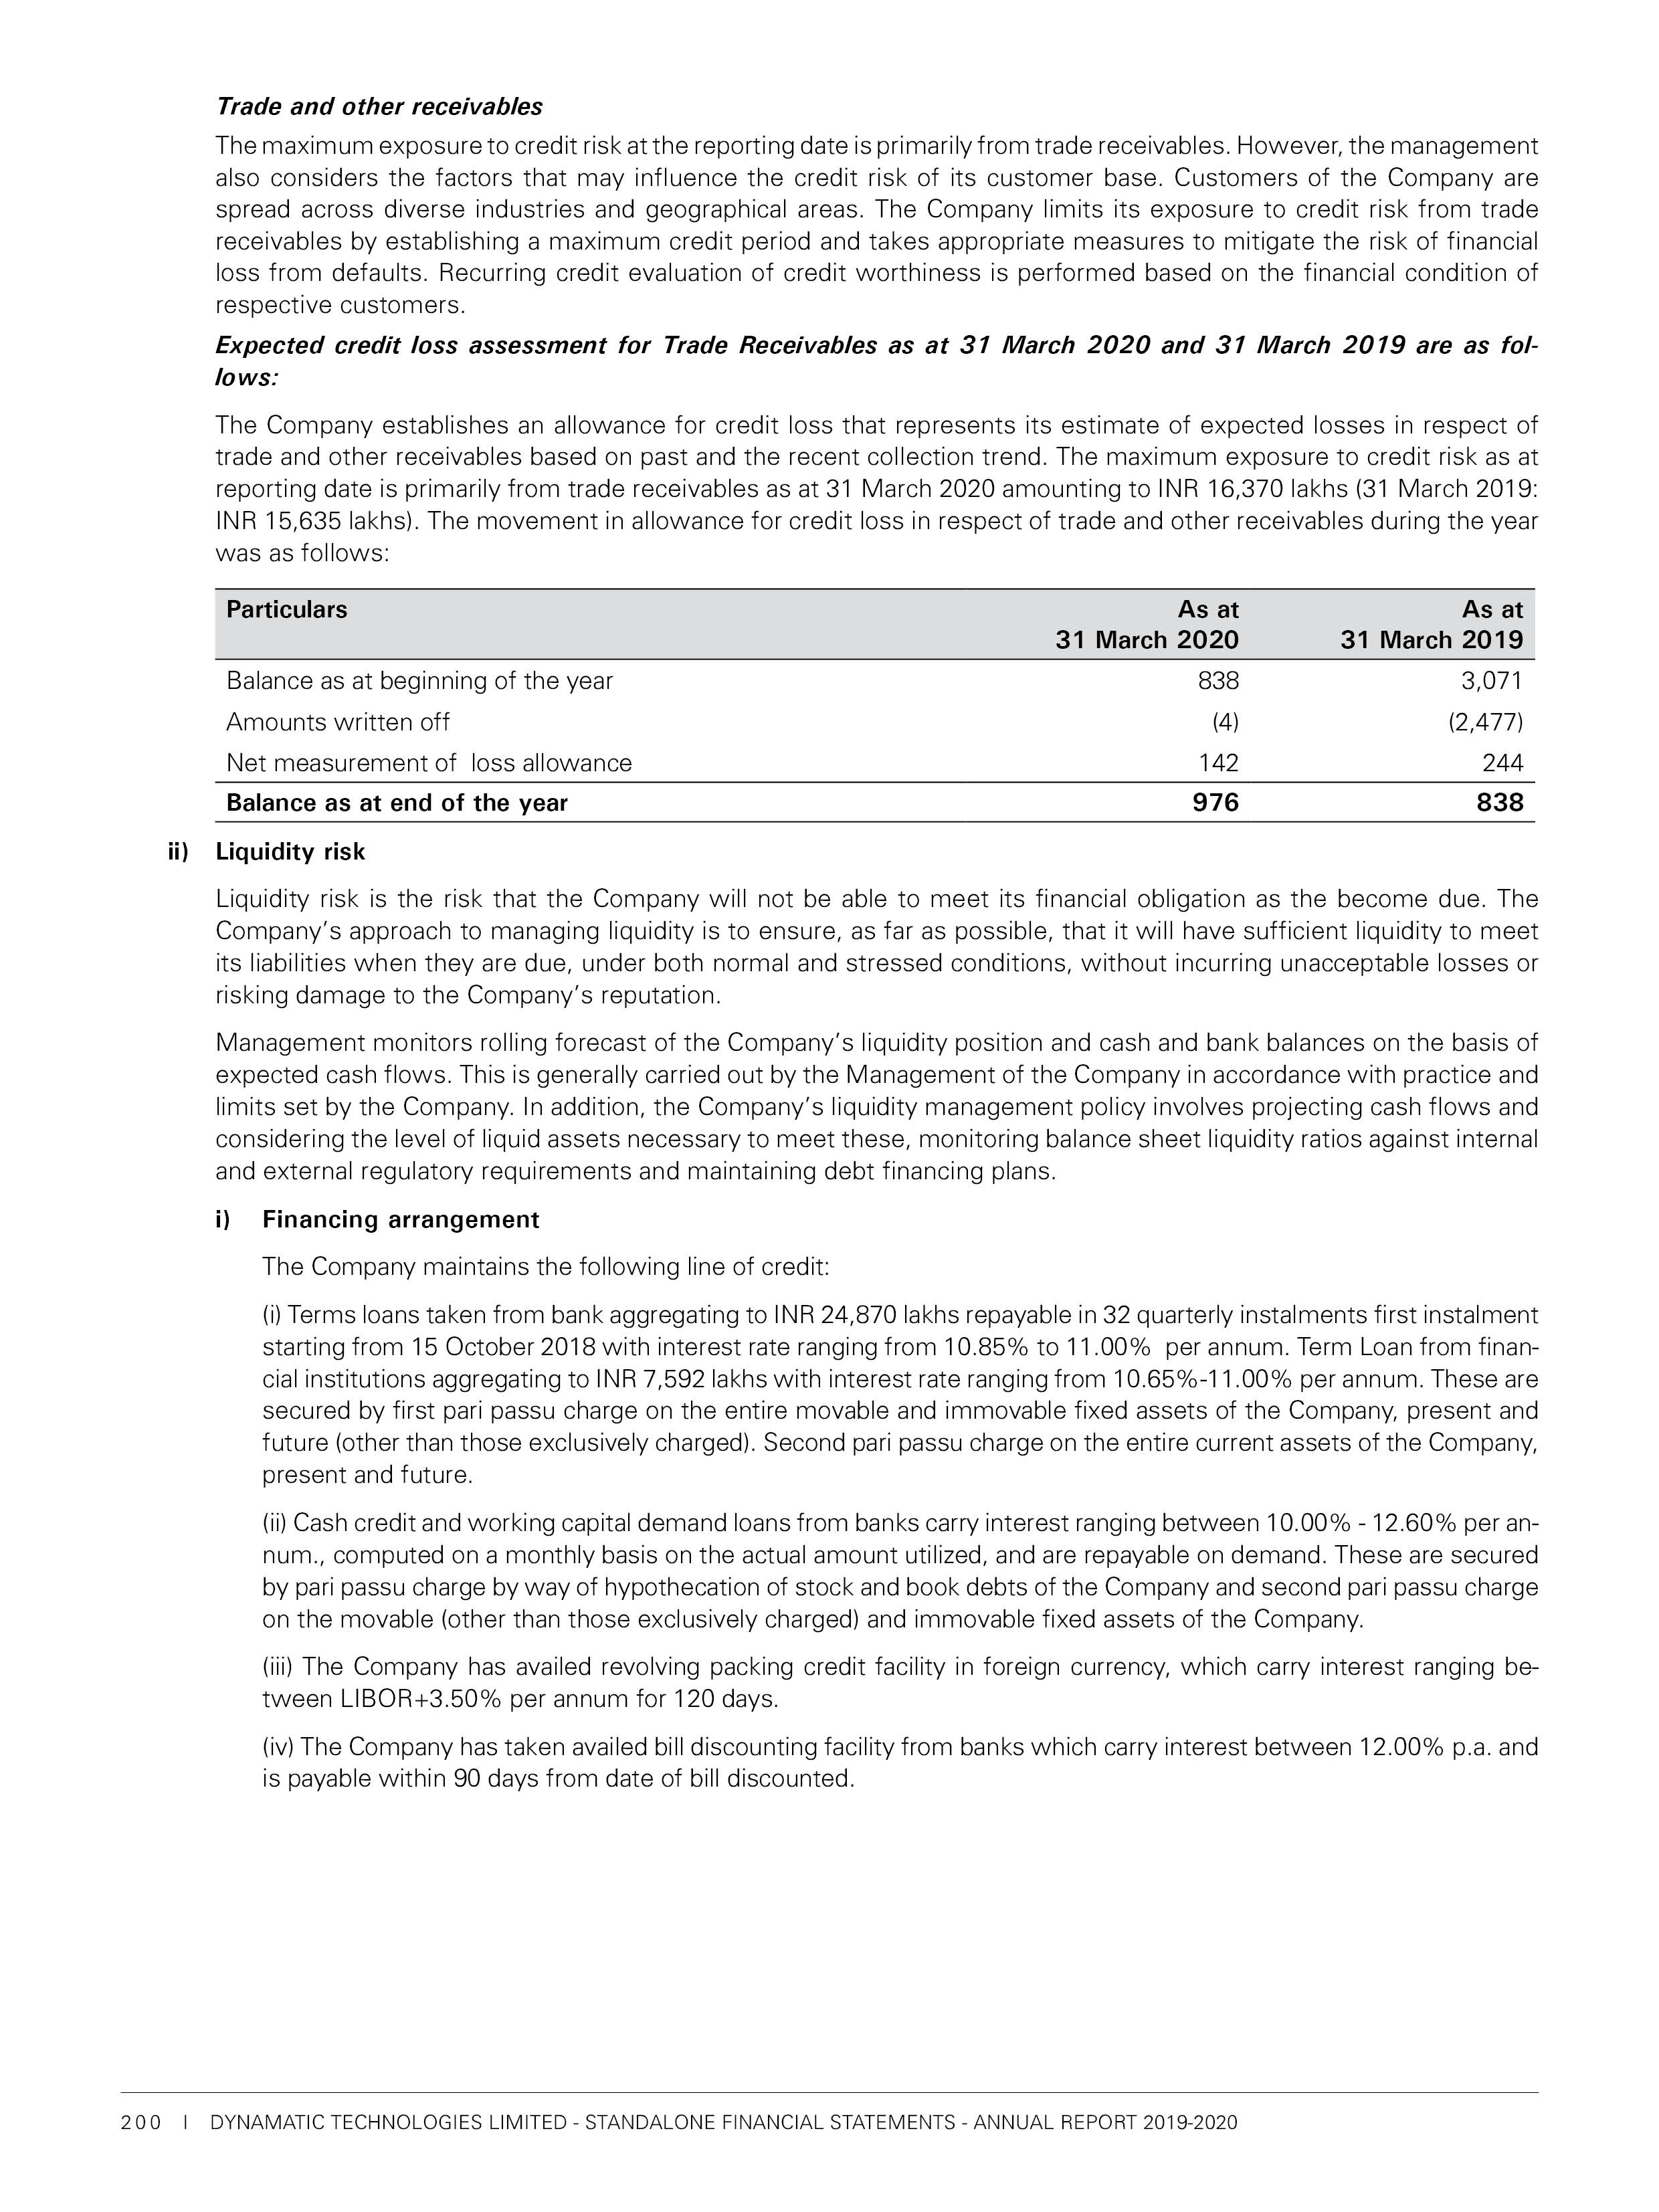 Trade and other receivables
The maximum exposure to credit risk at the reporting date is primarily from trade receivables. However, the management
also considers the factors that may influence the credit risk of its customer base. Customers of the Company are
spread across diverse industries and geographical areas. The Company limits its exposure to credit risk from trade
receivables by establishing a maximum credit period and takes appropriate measures to mitigate the risk of financial
loss from defaults. Recurring credit evaluation of credit worthiness is performed based on the financial condition of
respective customers.
Expected credit loss assessment for Trade Receivables as at 31 March 2020 and 31 March 2019 are as fol-
lows:
The Company establishes an allowance for credit loss that represents its estimate of expected losses in respect of
trade and other receivables based on past and the recent collection trend. The maximum exposure to credit risk as at
reporting date is primarily from trade receivables as at 31 March 2020 amounting to INR 16,370 lakhs (31 March 2019:
INR 15,635 lakhs). The movement in allowance for credit loss in respect of trade and other receivables during the year
was as follows:
Particulars As at As at
31 March 2020 31 March 2019
Balance as at beginning of the year 838 3,071
Amounts written off (4) (2,477)
Net measurement of loss allowance 142 244
Balance as at end of the year 976 838
ii) Liquidity risk
Liquidity risk is the risk that the Company will not be able to meet its financial obligation as the become due. The
Company's approach to managing liquidity is to ensure, as far as possible, that it will have sufficient liquidity to meet
its liabilities when they are due, under both normal and stressed conditions, without incurring unacceptable losses or
risking damage to the Company's reputation.
Management monitors rolling forecast of the Company's liquidity position and cash and bank balances on the basis of
expected cash flows. This is generally carried out by the Management of the Company in accordance with practice and
limits set by the Company. In addition, the Company's liquidity management policy involves projecting cash flows and
considering the level of liquid assets necessary to meet these, monitoring balance sheet liquidity ratios against internal
and external regulatory requirements and maintaining debt financing plans.
i) Financing arrangement
The Company maintains the following line of credit:
(i) Terms loans taken from bank aggregating to INR 24,870 lakhs repayable in 32 quarterly instalments first instalment
starting from 15 October 2018 with interest rate ranging from 10.85% to 11.00% per annum. Term Loan from finan-
cial institutions aggregating to INR 7,592 lakhs with interest rate ranging from 10.65%-11.00% per annum. These are
secured by first pari passu charge on the entire movable and immovable fixed assets of the Company, present and
future (other than those exclusively charged). Second pari passu charge on the entire current assets of the Company,
present and future.
(ii) Cash credit and working capital demand loans from banks carry interest ranging between 10.00% - 12.60% per an-
num., computed on a monthly basis on the actual amount utilized, and are repayable on demand. These are secured
by pari passu charge by way of hypothecation of stock and book debts of the Company and second pari passu charge
on the movable (other than those exclusively charged) and immovable fixed assets of the Company.
(iii) The Company has availed revolving packing credit facility in foreign currency, which carry interest ranging be-
tween LIBOR+3.50% per annum for 120 days.
(iv) The Company has taken availed bill discounting facility from banks which carry interest between 12.00% p.a. and
is payable within 90 days from date of bill discounted.
200 I DYNAMATIC TECHNOLOGIES LIMITED - STANDALONE FINANCIAL STATEMENTS - ANNUAL REPORT 2019-2020